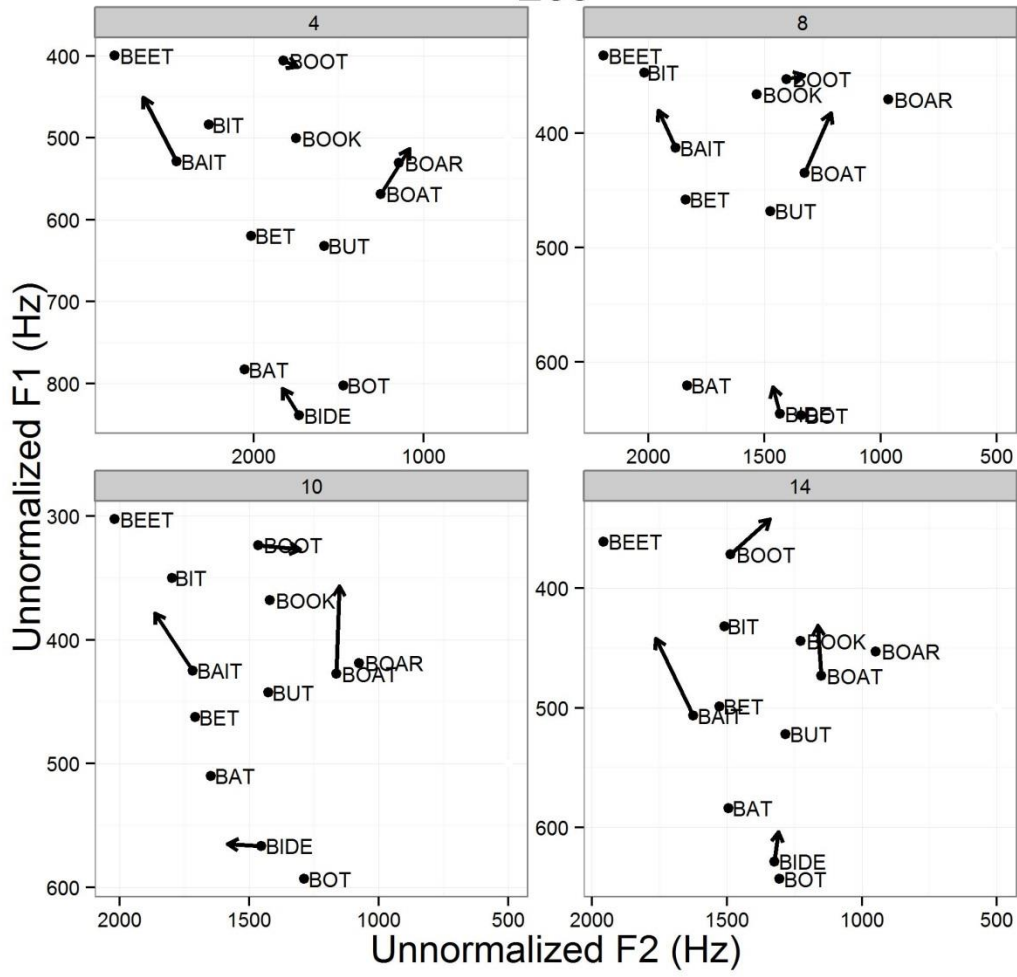 4
8
400
500
600
700
800
BEET
BOOT
BIT
BOOK
BAIT
BOAR
BOAT
BET
BUT
BAT
BOT
BIDE
2000
1000
400
500
600
BEET
BIT
BOOT
BOOK
BOAR
BAIT
BOAT
BET
BUT
BAT
BIDE
BOT
2000
1500
1000
500
Unnormalized F1 (Hz)
10
14
300
400
500
600
BEET
BOOT
BIT
BOOK
BOAR
BAIT
BOAT
BUT
BET
BAT
BIDE
BOT
2000
1500
1000
500
400
500
600
BEET
BOOT
BIT
BOOK
BOAR
BOAT
BET
BAIT
BUT
BAT
BIDE
BOT
2000
1500
1000
500
Unnormalized F2 (Hz)